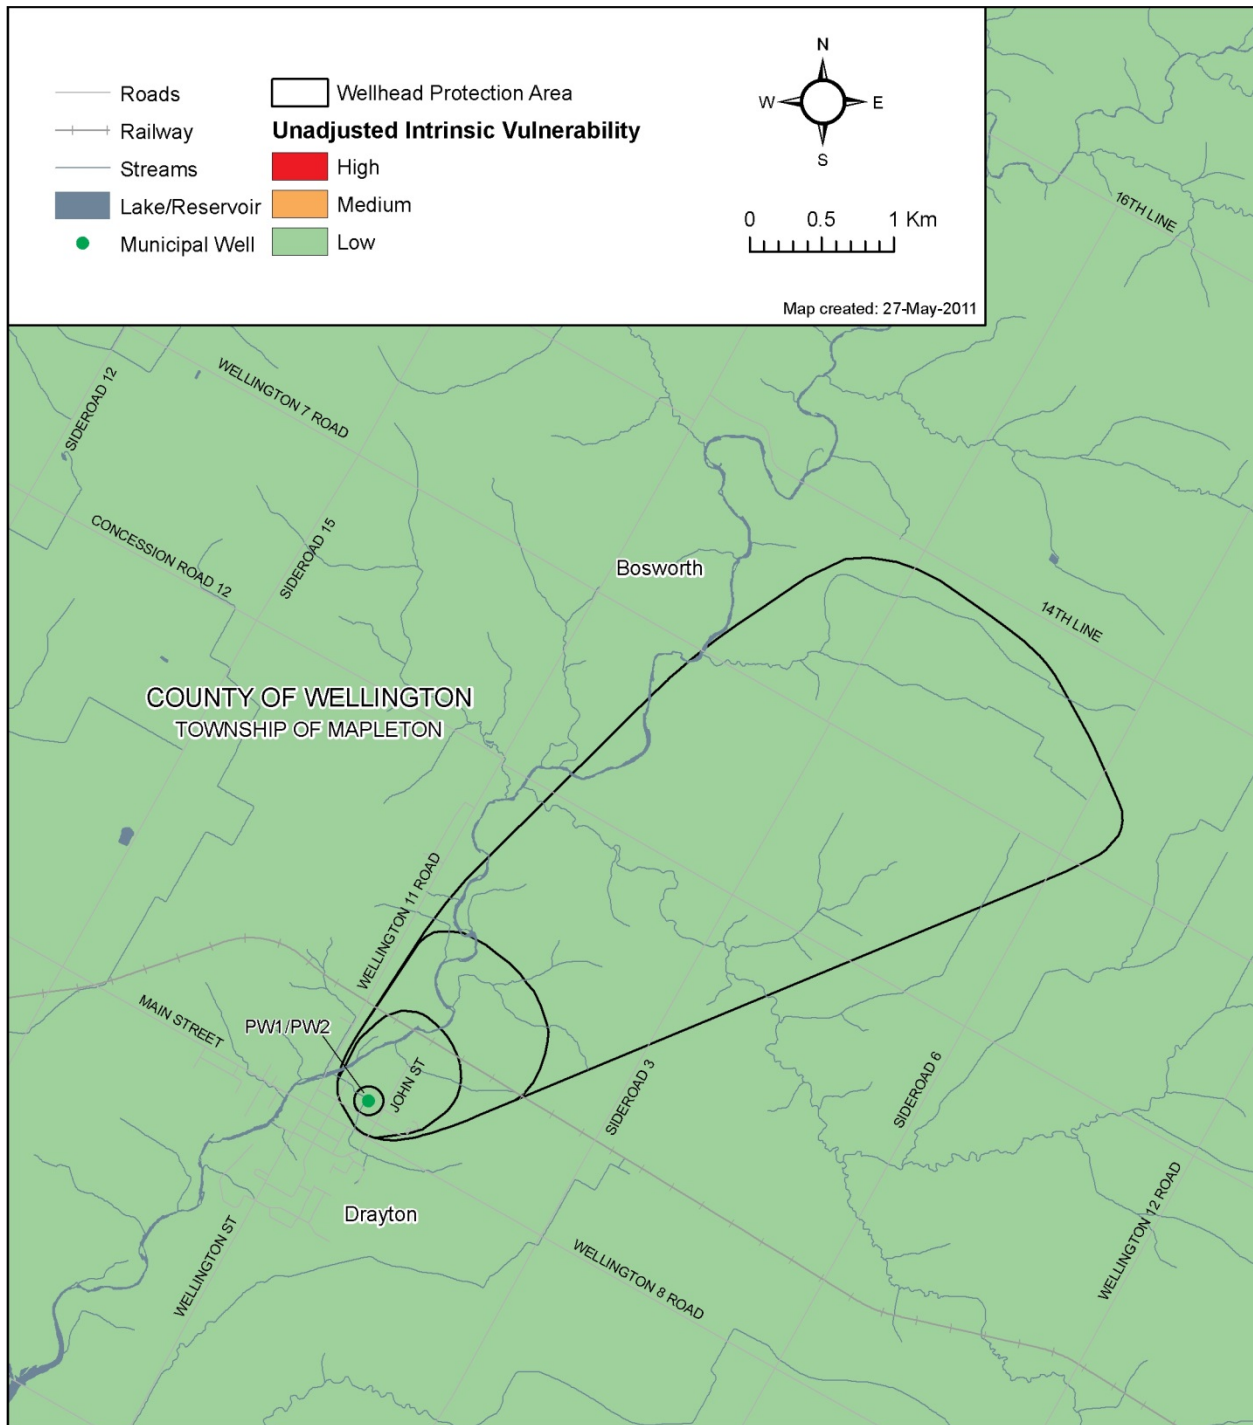 Roads
Railway
Streams
Lake/Reservoir
Municipal Well
Wellhead Protection Area
Unadjusted Intrinsic Vulnerability
High
Medium
Low
N
W E
S
0 0.5 1 Km
Map created: 27-May-2011
16TH LINE
SIDEROAD 12
WELLINGTON 7 ROAD
CONCESSION ROAD 12
SIDEROAD 15
Bosworth
14TH LINE
COUNTY OF WELLINGTON
TOWNSHIP OF MAPLETON
WELLINGTON 11 ROAD
MAIN STREET
PW1/PW2
JOHN ST
SIDEROAD 3
SIDEROAD 6
Drayton
WELLINGTON ST
WELLINGTON 8 ROAD
WELLINGTON 12 ROAD